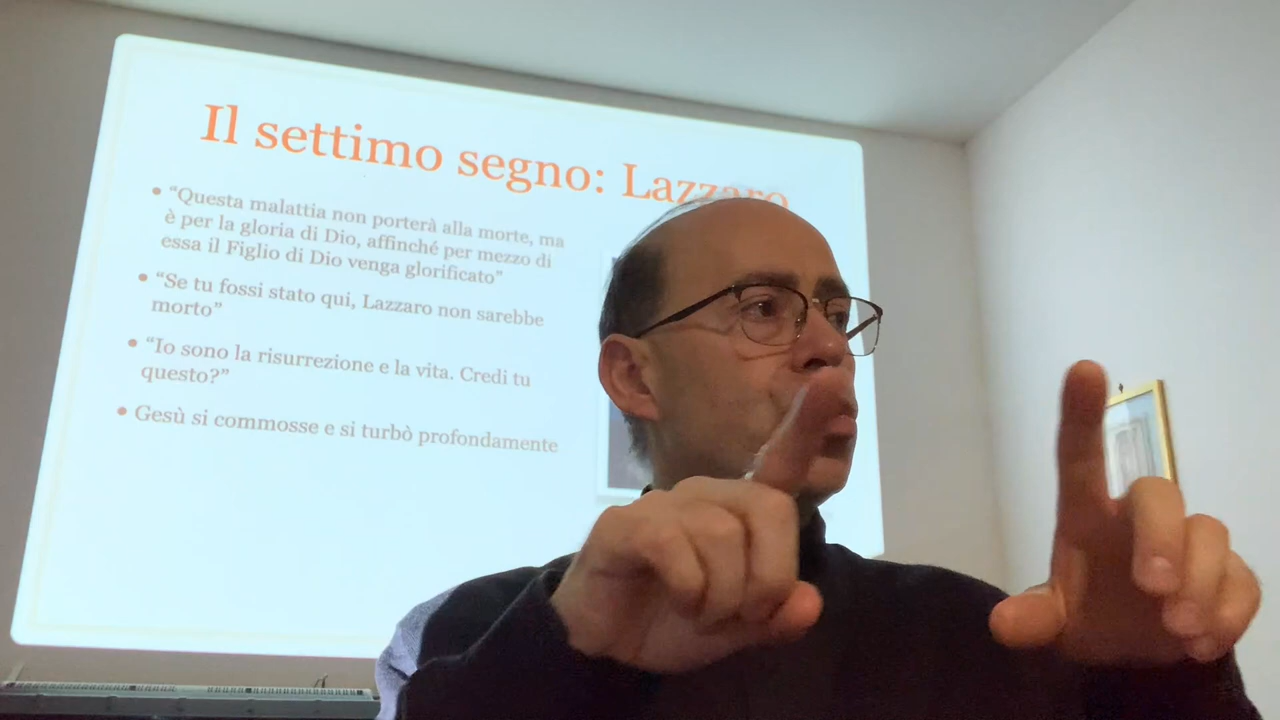 Il settimo segno: Lazzaro
• “Questa malattia non porterà alla morte, ma
è per la gloria di Dio, affinché per mezzo di
essa il Figlio di Dio venga glorificato”
• “Se tu fossi stato qui, Lazzaro non sarebbe
morto”
• “Io sono la risurrezione e la vita. Credi tu
questo?”
• Gesù si commosse e si turbò profondamente